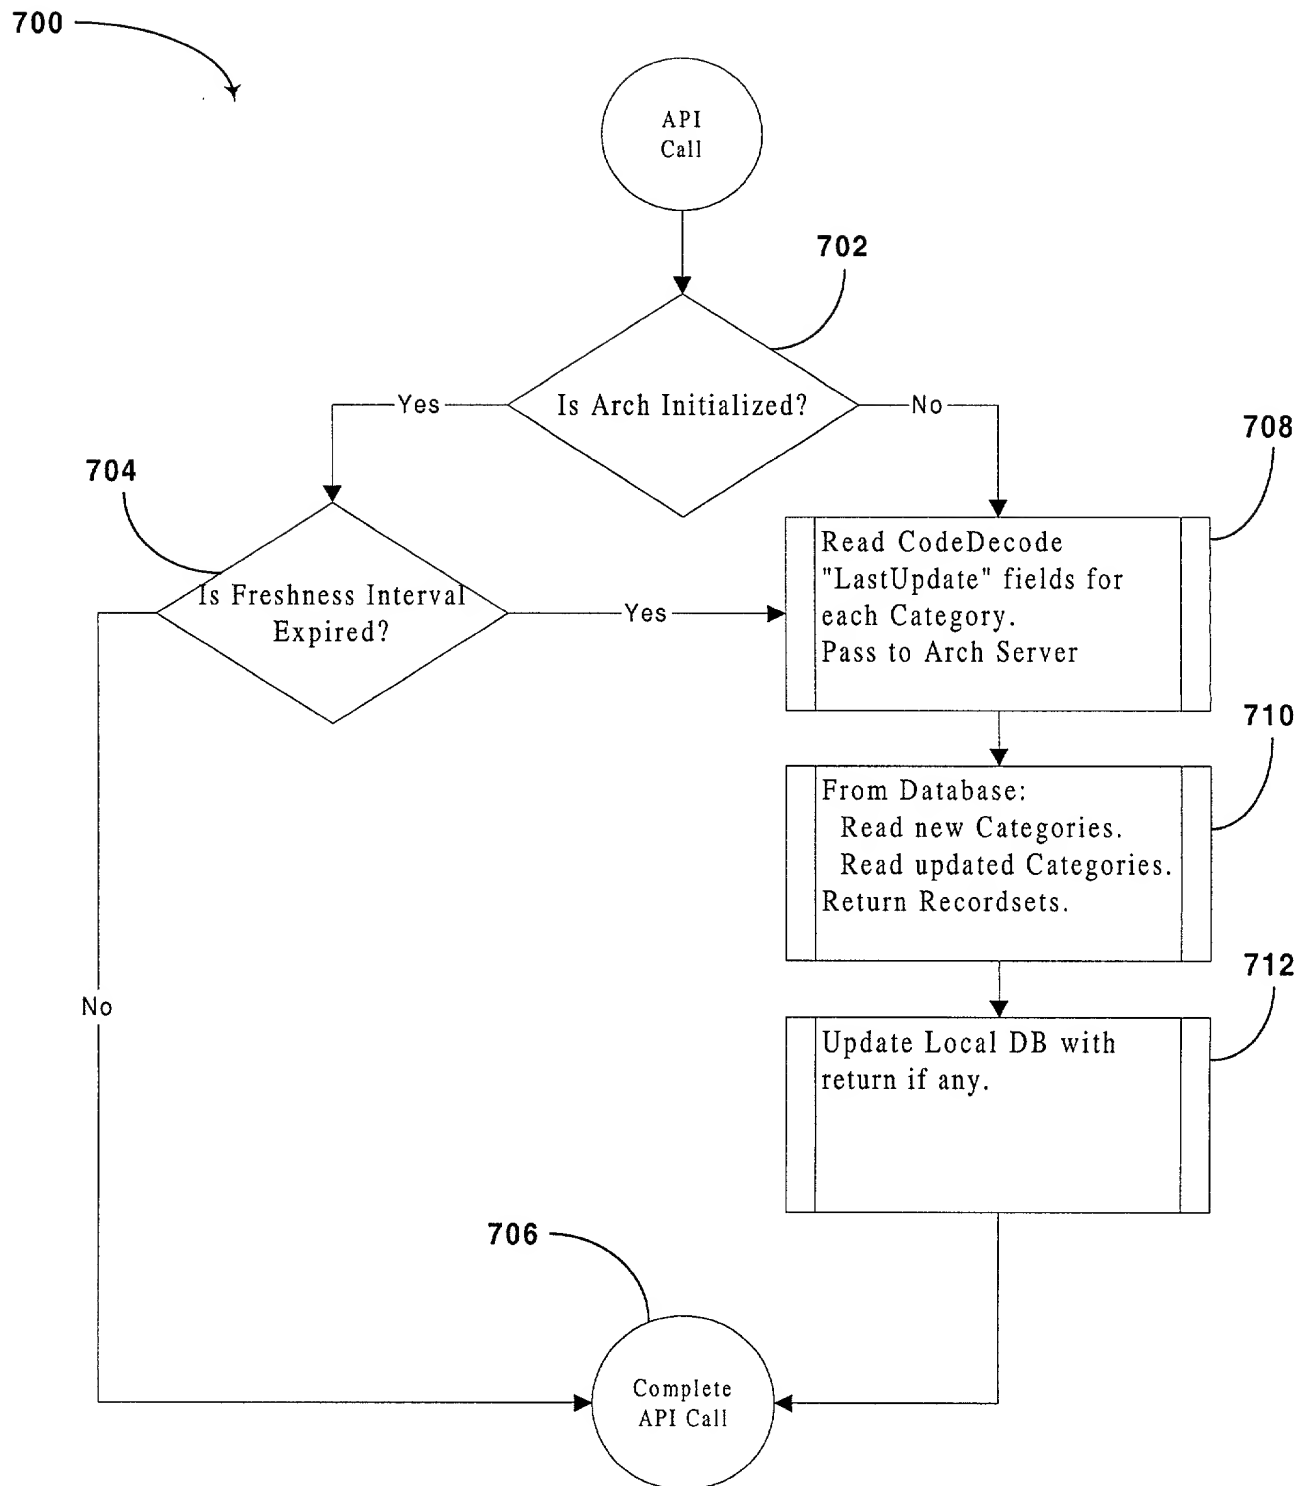 700
API
Call
702
Is Arch Initialized?
Yes
No
704
708
Is Freshness Interval
Expired?
Yes
Read CodeDecode
"LastUpdate" fields for
each Category.
Pass to Arch Server
710
From Database:
Read new Categories.
Read updated Categories.
Return Recordsets.
712
No
Update Local DB with
return if any.
706
Complete
API Call